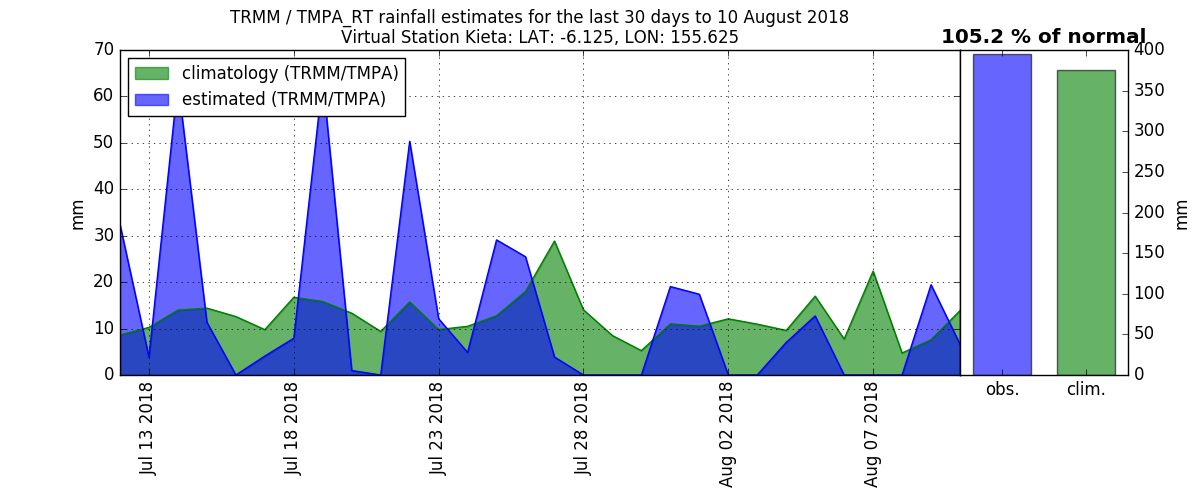 TRMM / TMPA_RT rainfall estimates for the last 30 days to 10 August 2018
Virtual Station Kieta: LAT: -6.125, LON: 155.625
105.2 % of normal
climatology (TRMM/TMPA)
estimated (TRMM/TMPA)
mm
70
60
50
40
30
20
10
0
Jul 13 2018
Jul 18 2018
Jul 23 2018
Jul 28 2018
Aug 02 2018
Aug 07 2018
obs.
clim.
400
350
300
250
200
150
100
50
0
mm